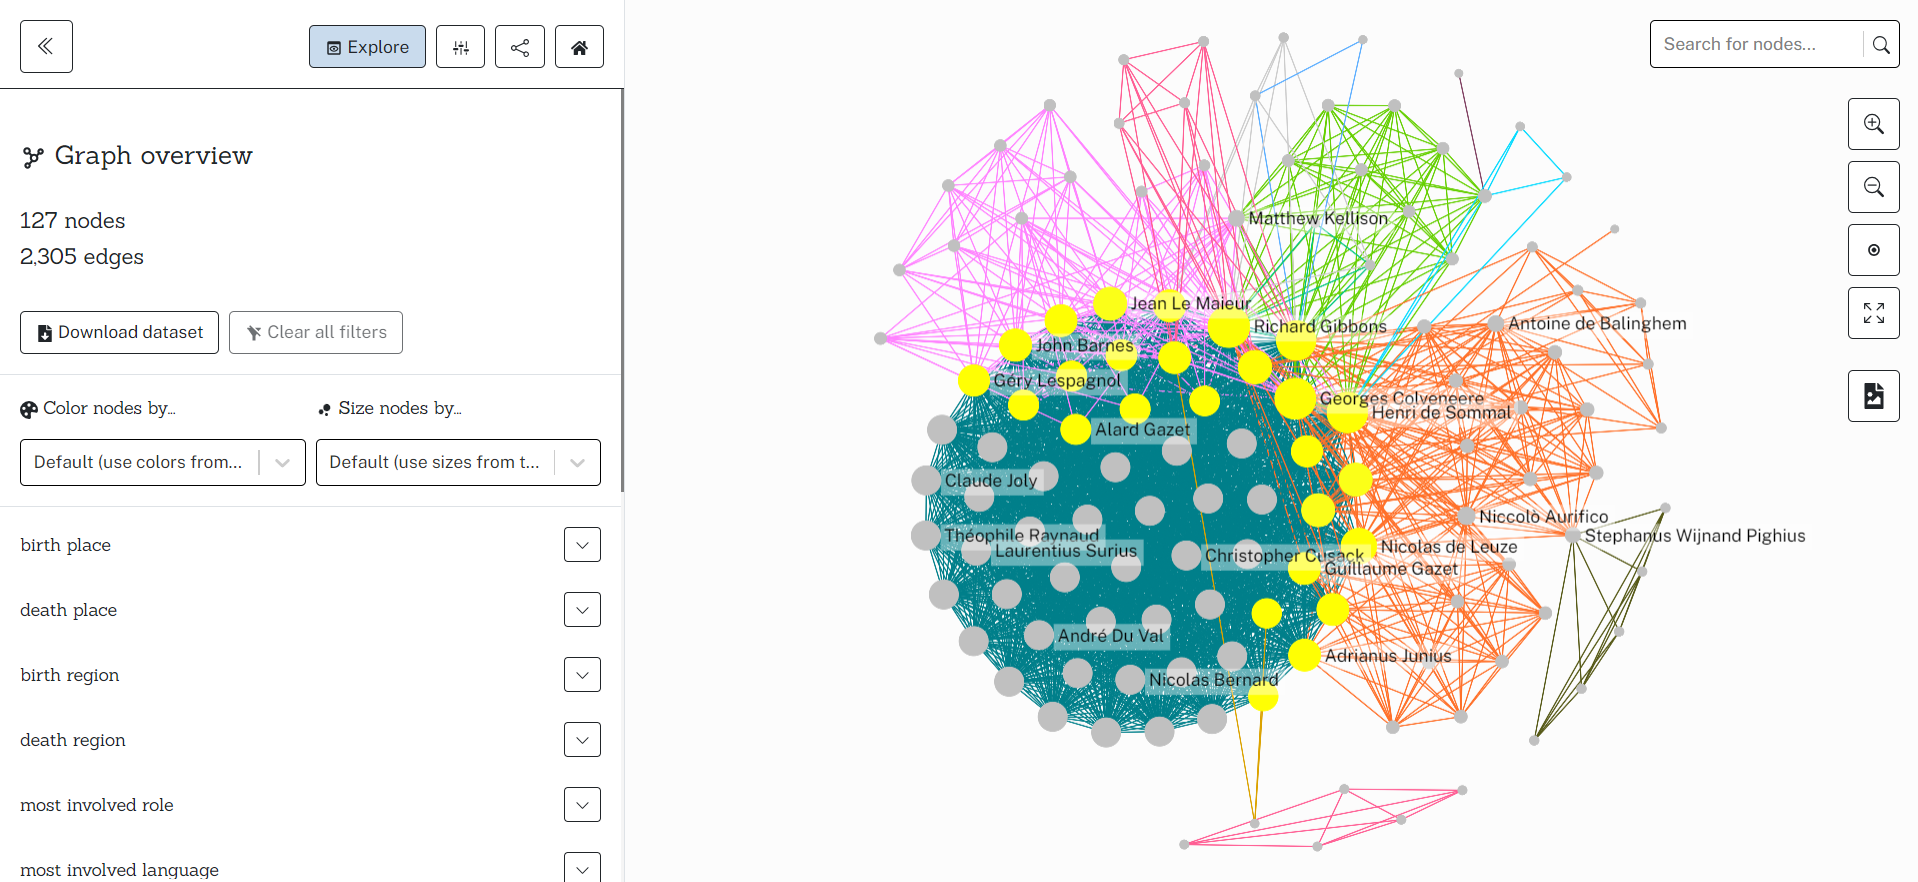 Explore
Search for nodes...
Graph overview
127 nodes
2,305 edges
Download dataset
Clear all filters
Color nodes by...
Size nodes by...
Default (use colors from...
Default (use sizes from t...
birth place
death place
birth region
death region
most involved role
most involved language
Matthew Kellison
Jean Le Maieur
Richard Gibbons
Antoine de Balinghem
John Barnes
Géry Lespagnol
Georges Colveneere
Henri de Sommal
Alard Gazet
Claude Joly
Niccolò Aurifico
Théophile Raynaud
Stephanus Wijnand Pighius
Laurentius Surius
Christopher Cusack
Nicolas de Leuze
Guillaume Gazet
André Du Val
Adrianus Junius
Nicolas Bernard